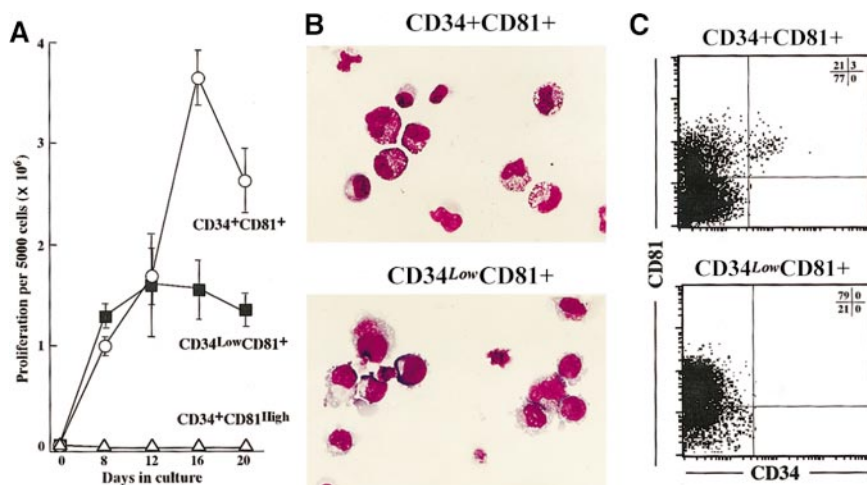 A
Proliferation per 5000 cells (x 10⁶)
4
3
2
1
0
0 8 12 16 20
Days in culture
CD34⁺CD81⁺
CD34ᴸᵒʷCD81⁺
CD34⁺CD81ᴴⁱᵍʰ
B
CD34+CD81+
CD34ᴸᵒʷCD81+
C
CD34+CD81+
21 3
77 0
CD34ᴸᵒʷCD81+
79 0
21 0
CD81
CD34